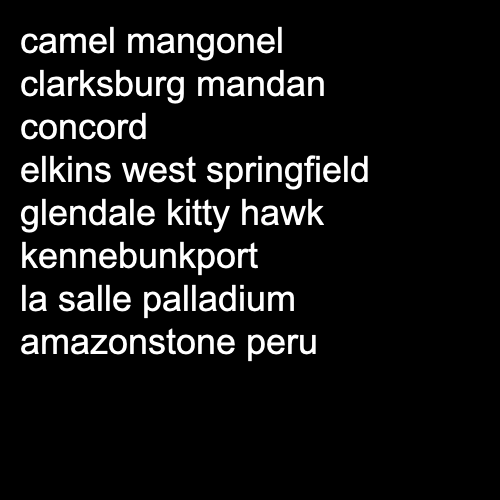 camel mangonel
clarksburg mandan
concord
elkins west springfield
glendale kitty hawk
kennebunkport
la salle palladium
amazonstone peru